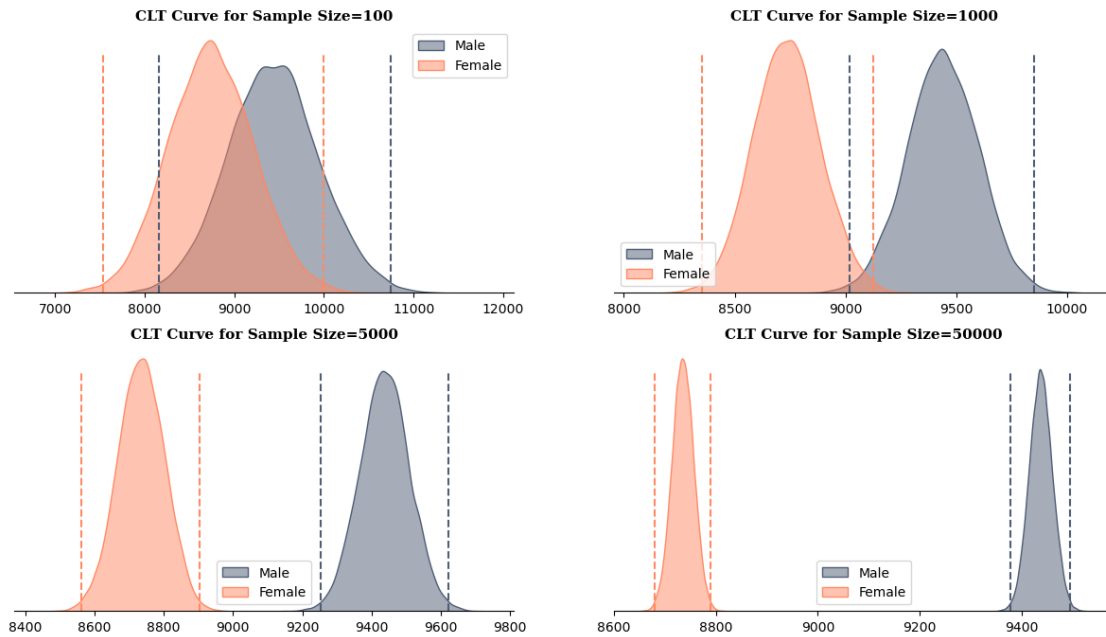 CLT Curve for Sample Size=100
Male
Female
7000 8000 9000 10000 11000 12000
CLT Curve for Sample Size=1000
Male
Female
8000 8500 9000 9500 10000
CLT Curve for Sample Size=5000
Male
Female
8400 8600 8800 9000 9200 9400 9600 9800
CLT Curve for Sample Size=50000
Male
Female
8600 8800 9000 9200 9400